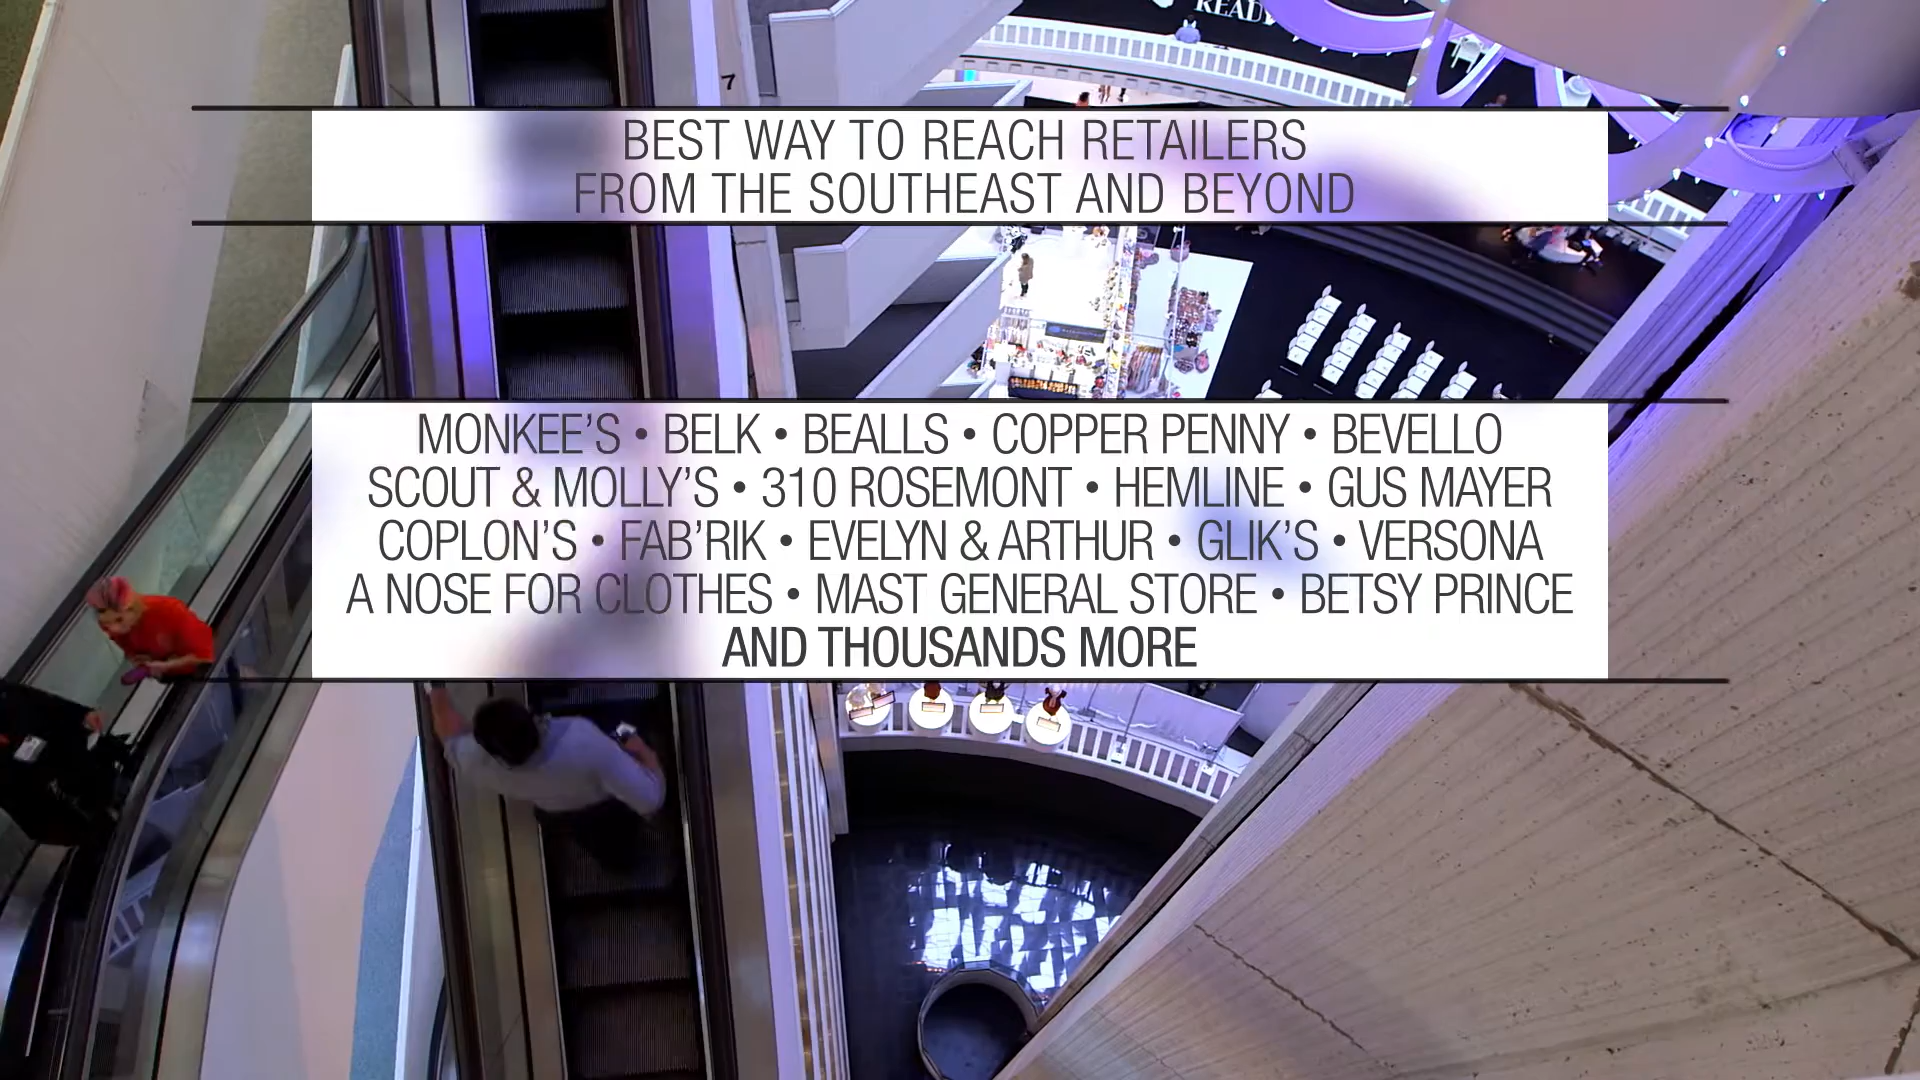 READY
7
BEST WAY TO REACH RETAILERS
FROM THE SOUTHEAST AND BEYOND
MONKEE'S • BELK • BEALLS • COPPER PENNY • BEVELLO
SCOUT & MOLLY'S • 310 ROSEMONT • HEMLINE • GUS MAYER
COPLON'S • FAB'RIK • EVELYN & ARTHUR • GLIK'S • VERSONA
A NOSE FOR CLOTHES • MAST GENERAL STORE • BETSY PRINCE
AND THOUSANDS MORE